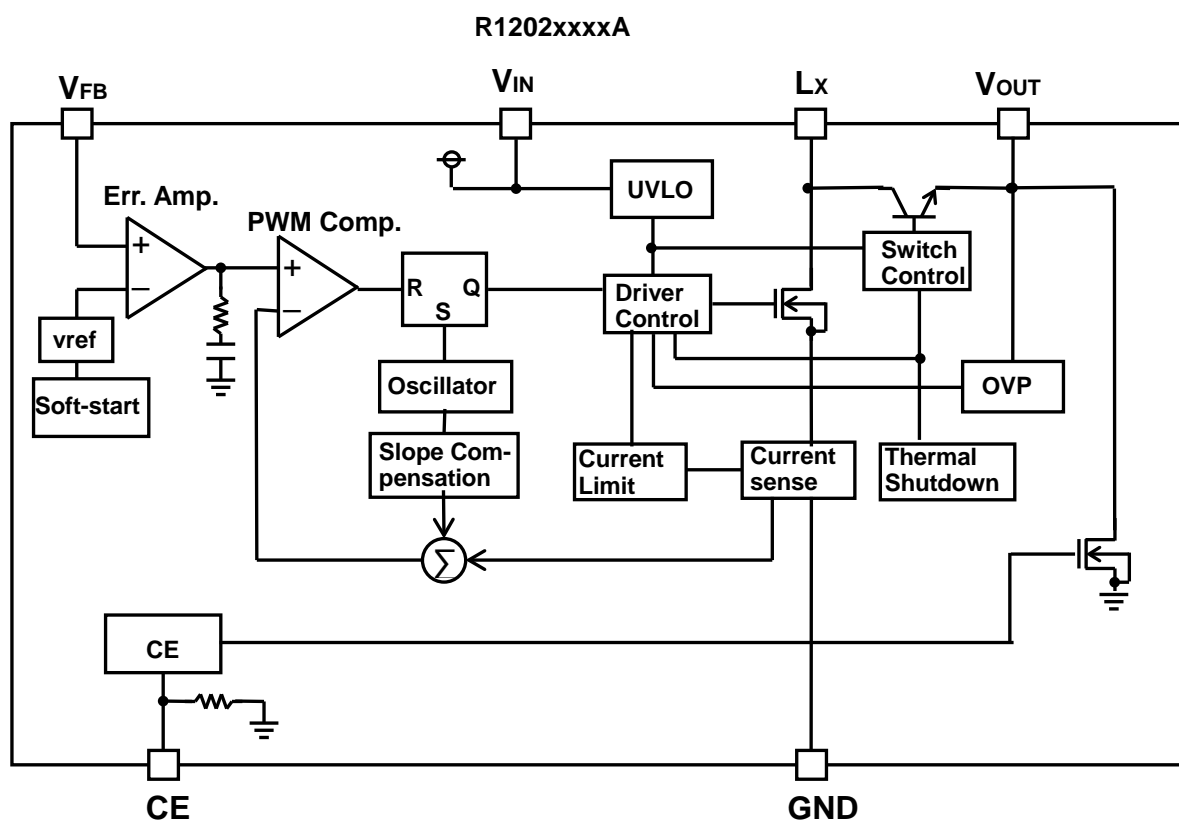 R1202xxxxA
VFB
VIN
LX
VOUT
Err. Amp.
PWM Comp.
UVLO
Switch
Control
+
−
+
−
R
Q
S
Driver
Control
vref
Soft-start
Oscillator
OVP
Slope Com-
pensation
Current
Limit
Current
sense
Thermal
Shutdown
∑
CE
CE
GND